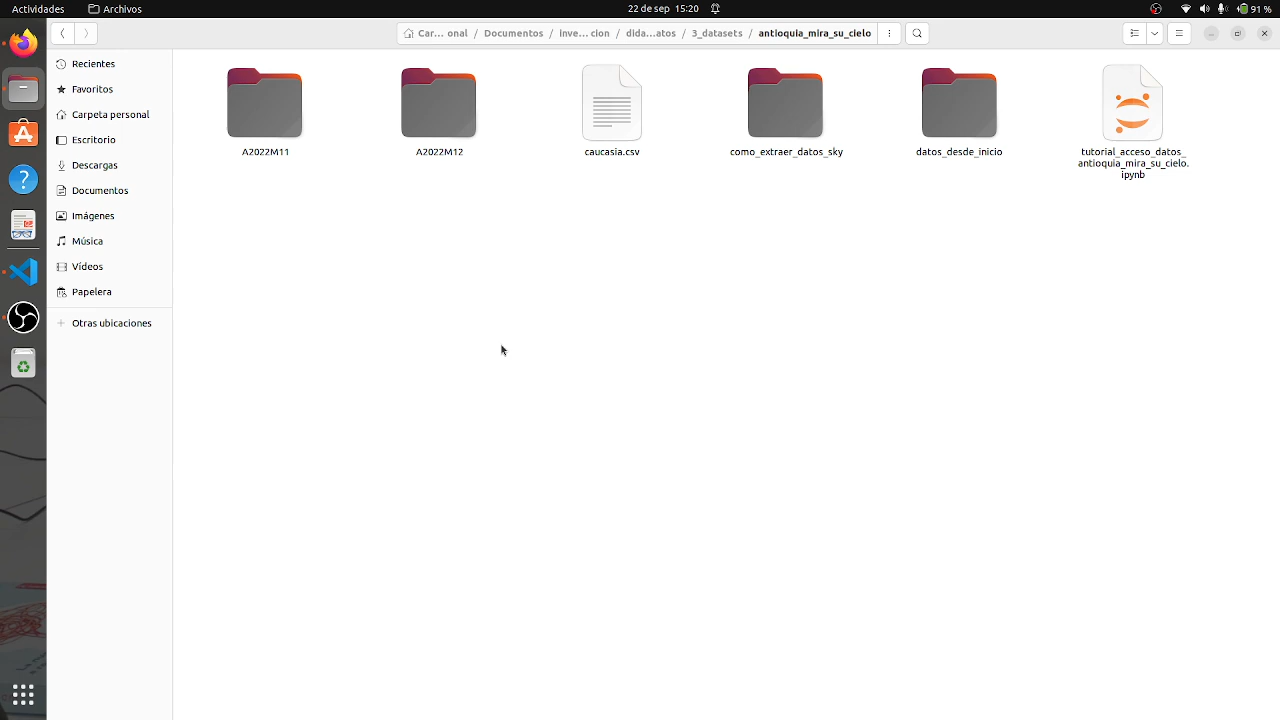 Actividades Archivos 22 de sep 15:20 91 %
Car… onal / Documentos / inve… cion / dida…atos / 3_datasets / antioquia_mira_su_cielo
Recientes
Favoritos
Carpeta personal
Escritorio
Descargas
Documentos
Imágenes
Música
Vídeos
Papelera
Otras ubicaciones
A2022M11
A2022M12
caucasia.csv
como_extraer_datos_sky
datos_desde_inicio
tutorial_acceso_datos_
antioquia_mira_su_cielo.
ipynb